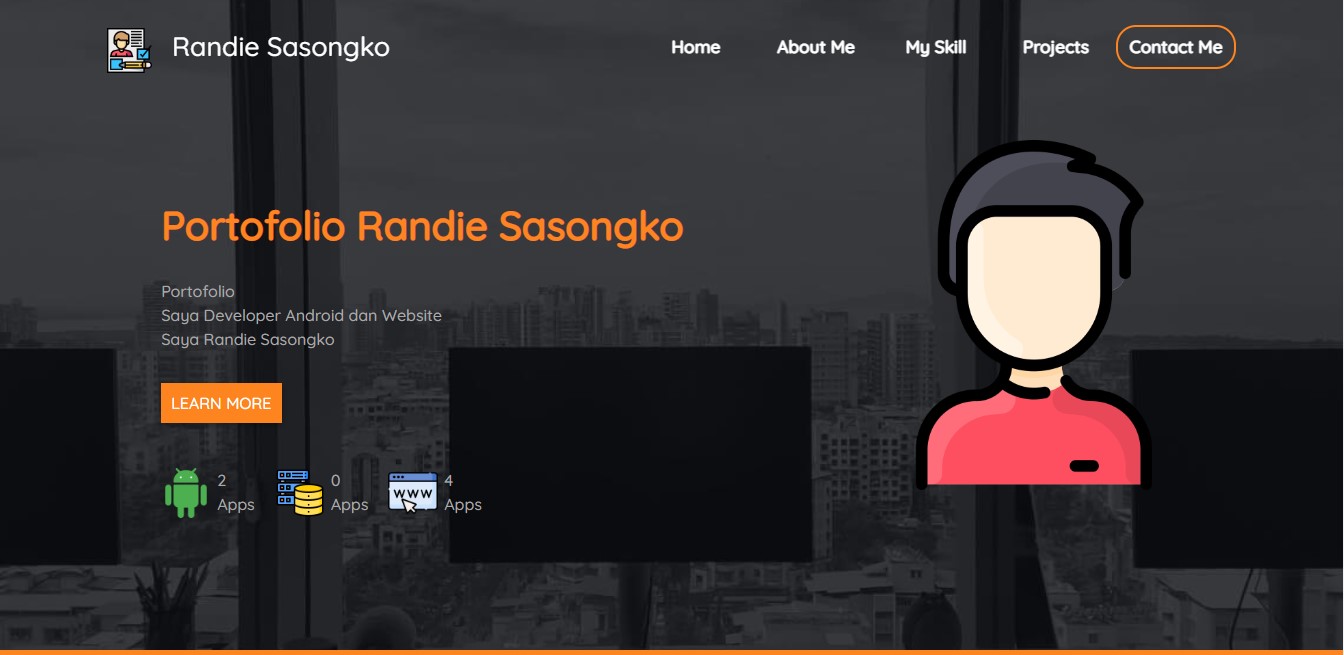 Randie Sasongko
Home About Me My Skill Projects Contact Me
Portofolio Randie Sasongko
Portofolio
Saya Developer Android dan Website
Saya Randie Sasongko
LEARN MORE
2
Apps
0
Apps
WWW
4
Apps